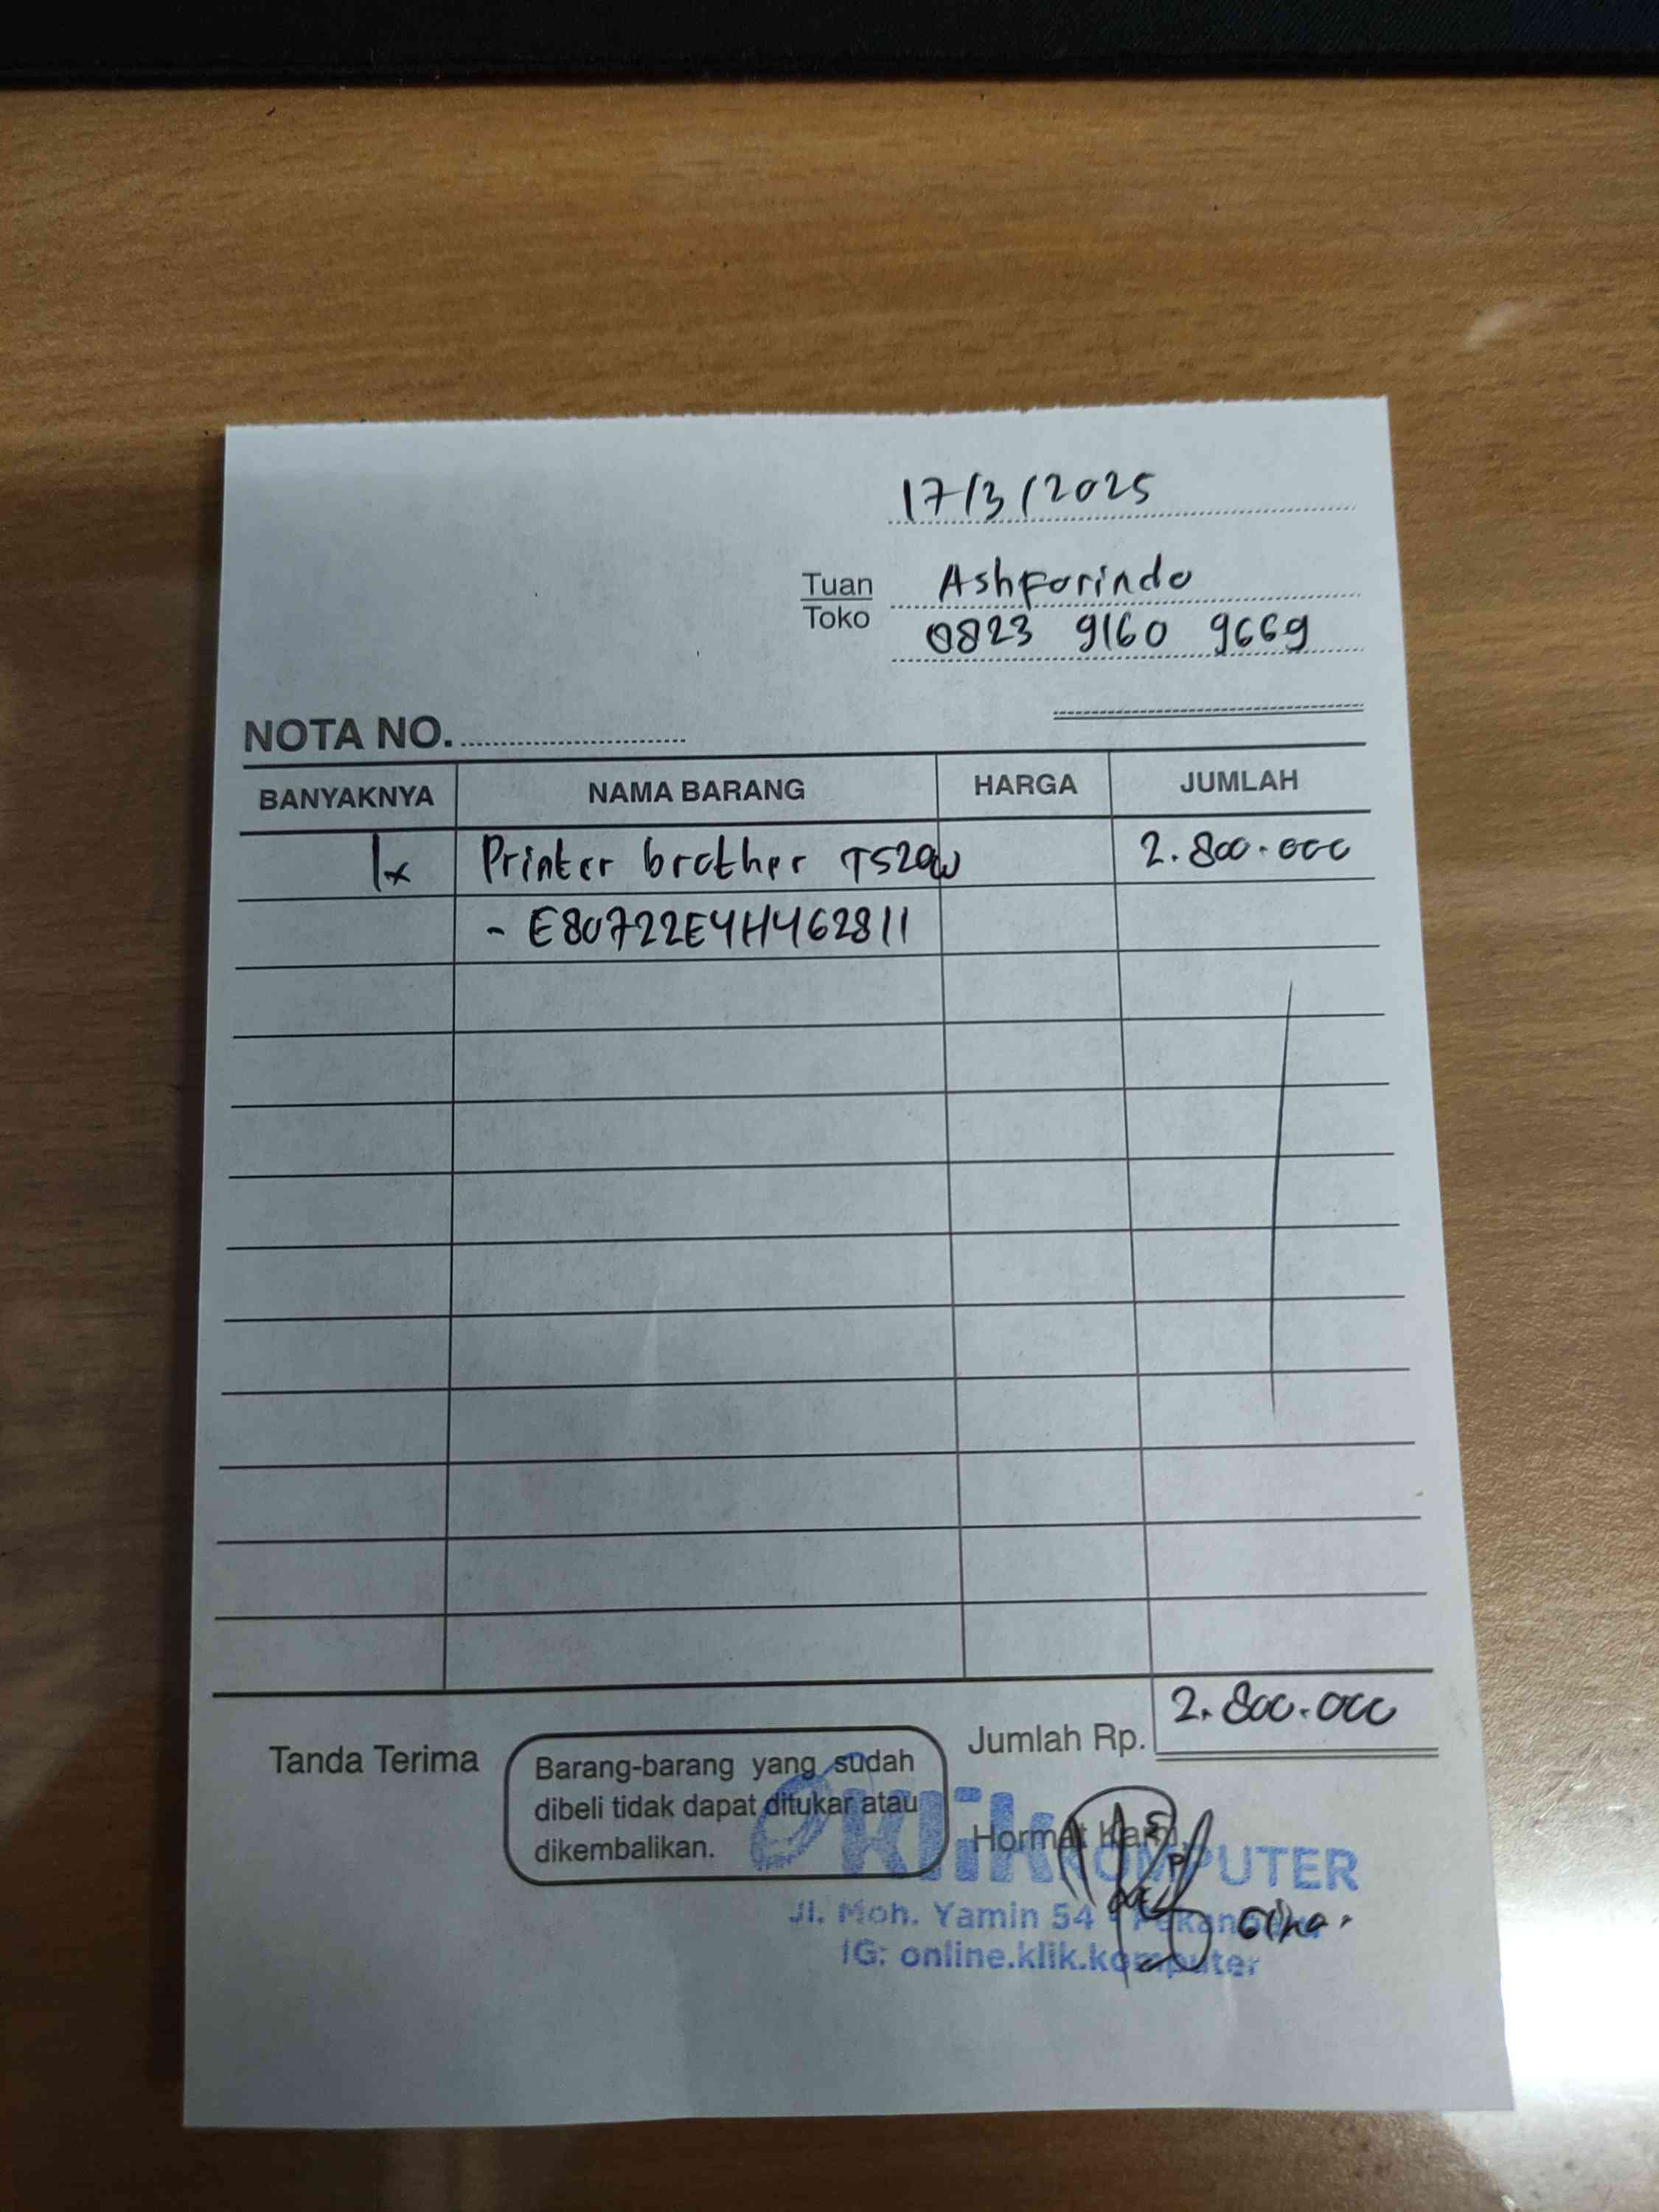 17/3/2025
Tuan Ashforindo
Toko 0823 9160 9669
NOTA NO.
BANYAKNYA NAMA BARANG HARGA JUMLAH
1x Printer brother T520W 2.800.000
- E80722E4H462811
Jumlah Rp. 2.800.000
Tanda Terima
Barang-barang yang sudah
dibeli tidak dapat ditukar atau
dikembalikan.
Hormat Kami,
klik KOMPUTER
Jl. Moh. Yamin 54 - Pekanbaru
IG: online.klik.komputer